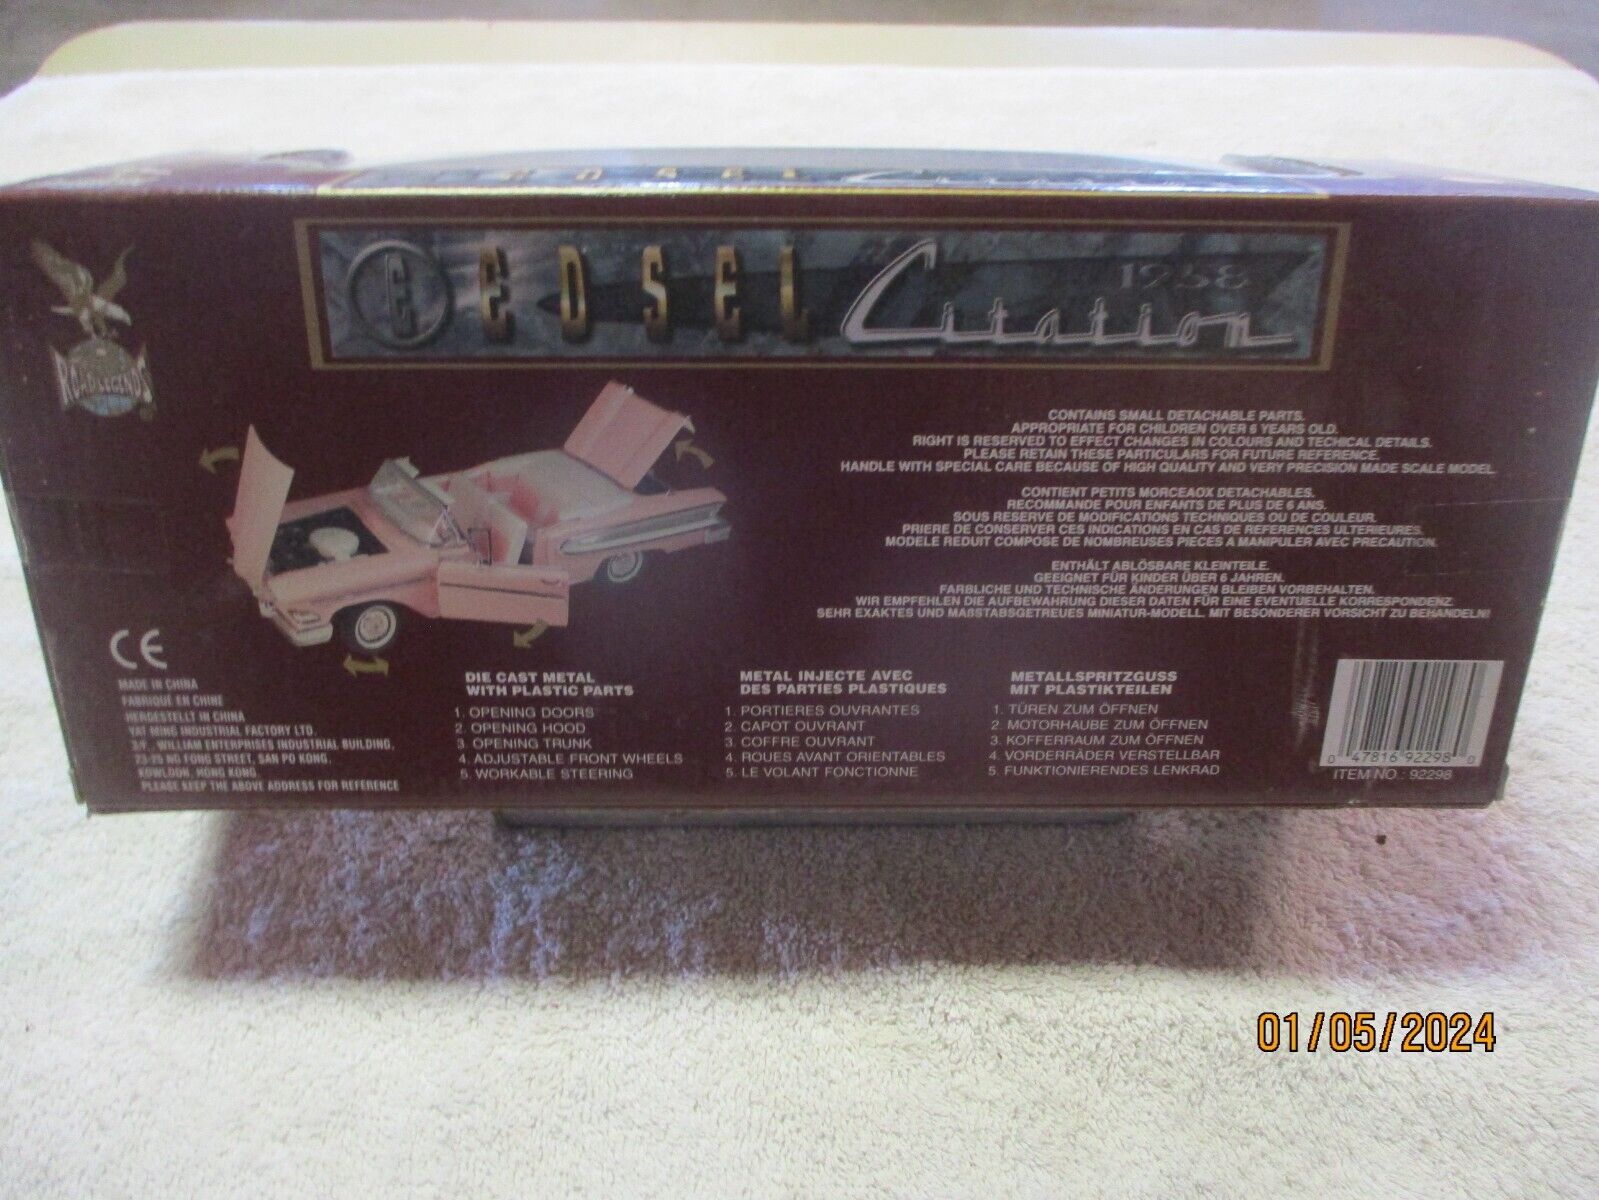 EDSEL Citation
E EDSEL Citation 1958
ROAD LEGENDS
CONTAINS SMALL DETACHABLE PARTS.
APPROPRIATE FOR CHILDREN OVER 6 YEARS OLD.
RIGHT IS RESERVED TO EFFECT CHANGES IN COLOURS AND TECHICAL DETAILS.
PLEASE RETAIN THESE PARTICULARS FOR FUTURE REFERENCE.
HANDLE WITH SPECIAL CARE BECAUSE OF HIGH QUALITY AND VERY PRECISION MADE SCALE MODEL.
CONTIENT PETITS MORCEAOX DETACHABLES.
RECOMMANDE POUR ENFANTS DE PLUS DE 6 ANS.
SOUS RESERVE DE MODIFICATIONS TECHNIQUES OU DE COULEUR.
PRIERE DE CONSERVER CES INDICATIONS EN CAS DE REFERENCES ULTERIEURES.
MODELE REDUIT COMPOSE DE NOMBREUSES PIECES A MANIPULER AVEC PRECAUTION.
ENTHÄLT ABLÖSBARE KLEINTEILE.
GEEIGNET FÜR KINDER ÜBER 6 JAHREN.
FARBLICHE UND TECHNISCHE ÄNDERUNGEN BLEIBEN VORBEHALTEN.
WIR EMPFEHLEN DIE AUFBEWAHRUNG DIESER DATEN FÜR EINE EVENTUELLE KORRESPONDENZ.
SEHR EXAKTES UND MAßSTABSGETREUES MINIATUR-MODELL. MIT BESONDERER VORSICHT ZU BEHANDELN!
CE
MADE IN CHINA
FABRIQUÉ EN CHINE
HERGESTELLT IN CHINA
YAT MING INDUSTRIAL FACTORY LTD.
3/F., WILLIAM ENTERPRISES INDUSTRIAL BUILDING,
23-25 NG FONG STREET, SAN PO KONG,
KOWLOON, HONG KONG
PLEASE KEEP THE ABOVE ADDRESS FOR REFERENCE
DIE CAST METAL
WITH PLASTIC PARTS
1. OPENING DOORS
2. OPENING HOOD
3. OPENING TRUNK
4. ADJUSTABLE FRONT WHEELS
5. WORKABLE STEERING
METAL INJECTE AVEC
DES PARTIES PLASTIQUES
1. PORTIERES OUVRANTES
2. CAPOT OUVRANT
3. COFFRE OUVRANT
4. ROUES AVANT ORIENTABLES
5. LE VOLANT FONCTIONNE
METALLSPRITZGUSS
MIT PLASTIKTEILEN
1. TÜREN ZUM ÖFFNEN
2. MOTORHAUBE ZUM ÖFFNEN
3. KOFFERRAUM ZUM ÖFFNEN
4. VORDERRÄDER VERSTELLBAR
5. FUNKTIONIERENDES LENKRAD
0 47816 92298 0
ITEM NO.: 92298
01/05/2024